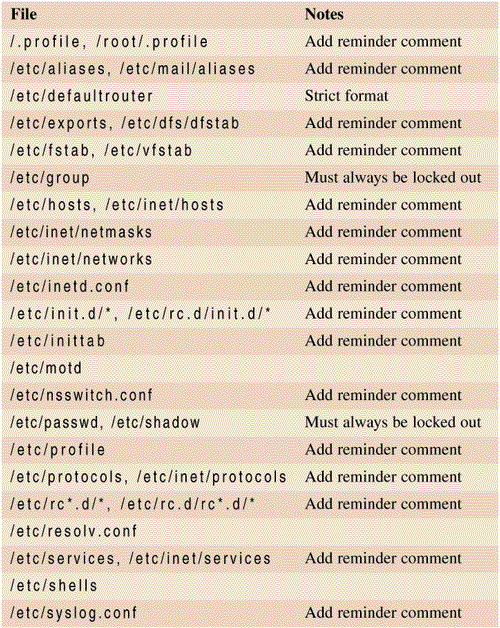 File Notes
/.profile, /root/.profile Add reminder comment
/etc/aliases, /etc/mail/aliases Add reminder comment
/etc/defaultrouter Strict format
/etc/exports, /etc/dfs/dfstab Add reminder comment
/etc/fstab, /etc/vfstab Add reminder comment
/etc/group Must always be locked out
/etc/hosts, /etc/inet/hosts Add reminder comment
/etc/inet/netmasks Add reminder comment
/etc/inet/networks Add reminder comment
/etc/inetd.conf Add reminder comment
/etc/init.d/*, /etc/rc.d/init.d/* Add reminder comment
/etc/inittab Add reminder comment
/etc/motd
/etc/nsswitch.conf Add reminder comment
/etc/passwd, /etc/shadow Must always be locked out
/etc/profile Add reminder comment
/etc/protocols, /etc/inet/protocols Add reminder comment
/etc/rc*.d/*, /etc/rc.d/rc*.d/* Add reminder comment
/etc/resolv.conf
/etc/services, /etc/inet/services Add reminder comment
/etc/shells
/etc/syslog.conf Add reminder comment